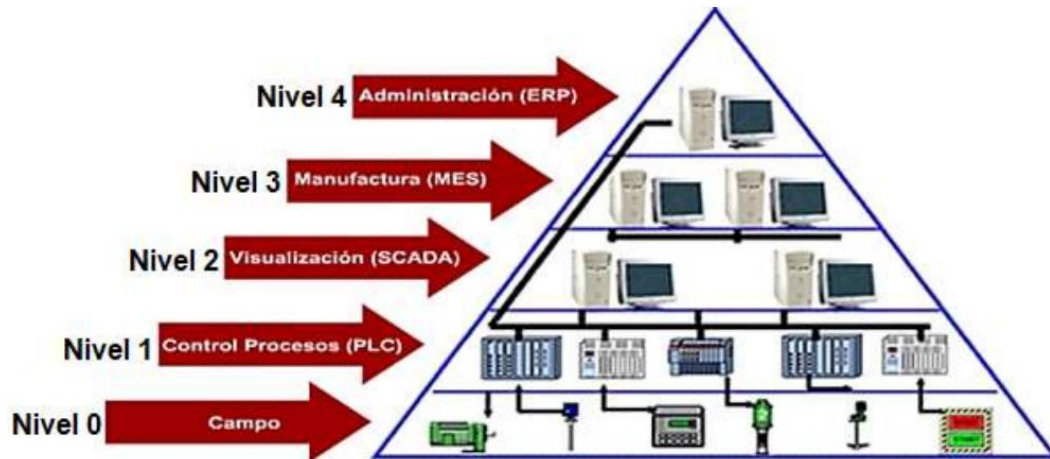 Nivel 4 Administración (ERP)
Nivel 3 Manufactura (MES)
Nivel 2 Visualización (SCADA)
Nivel 1 Control Procesos (PLC)
Nivel 0 Campo